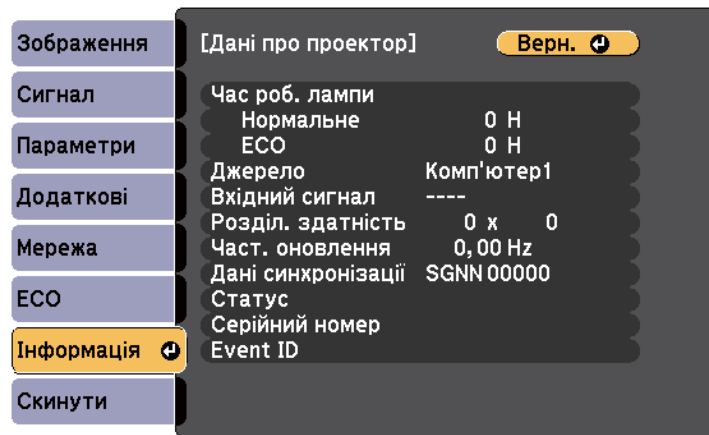 Зображення
Сигнал
Параметри
Додаткові
Мережа
ECO
Інформація
Скинути
[Дані про проектор] Верн.
Час роб. лампи
Нормальне 0 H
ECO 0 H
Джерело Комп'ютер1
Вхідний сигнал ----
Розділ. здатність 0 x 0
Част. оновлення 0,00 Hz
Дані синхронізації SGNN 00000
Статус
Серійний номер
Event ID